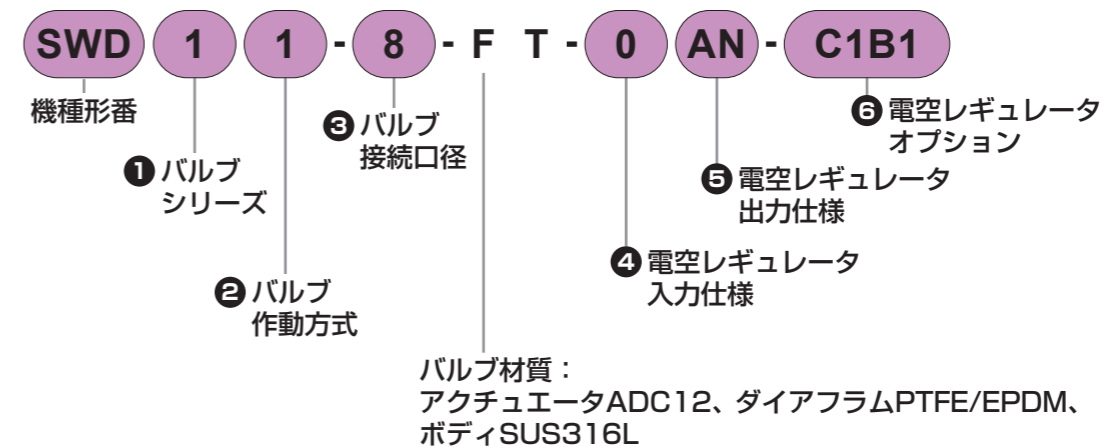 SWD 1 1 - 8 - F T - 0 AN - C1B1
機種形番
❶ バルブ
シリーズ
❷ バルブ
作動方式
❸ バルブ
接続口径
❹ 電空レギュレータ
入力仕様
❺ 電空レギュレータ
出力仕様
❻ 電空レギュレータ
オプション
バルブ材質：
アクチュエータADC12、ダイアフラムPTFE/EPDM、
ボディSUS316L